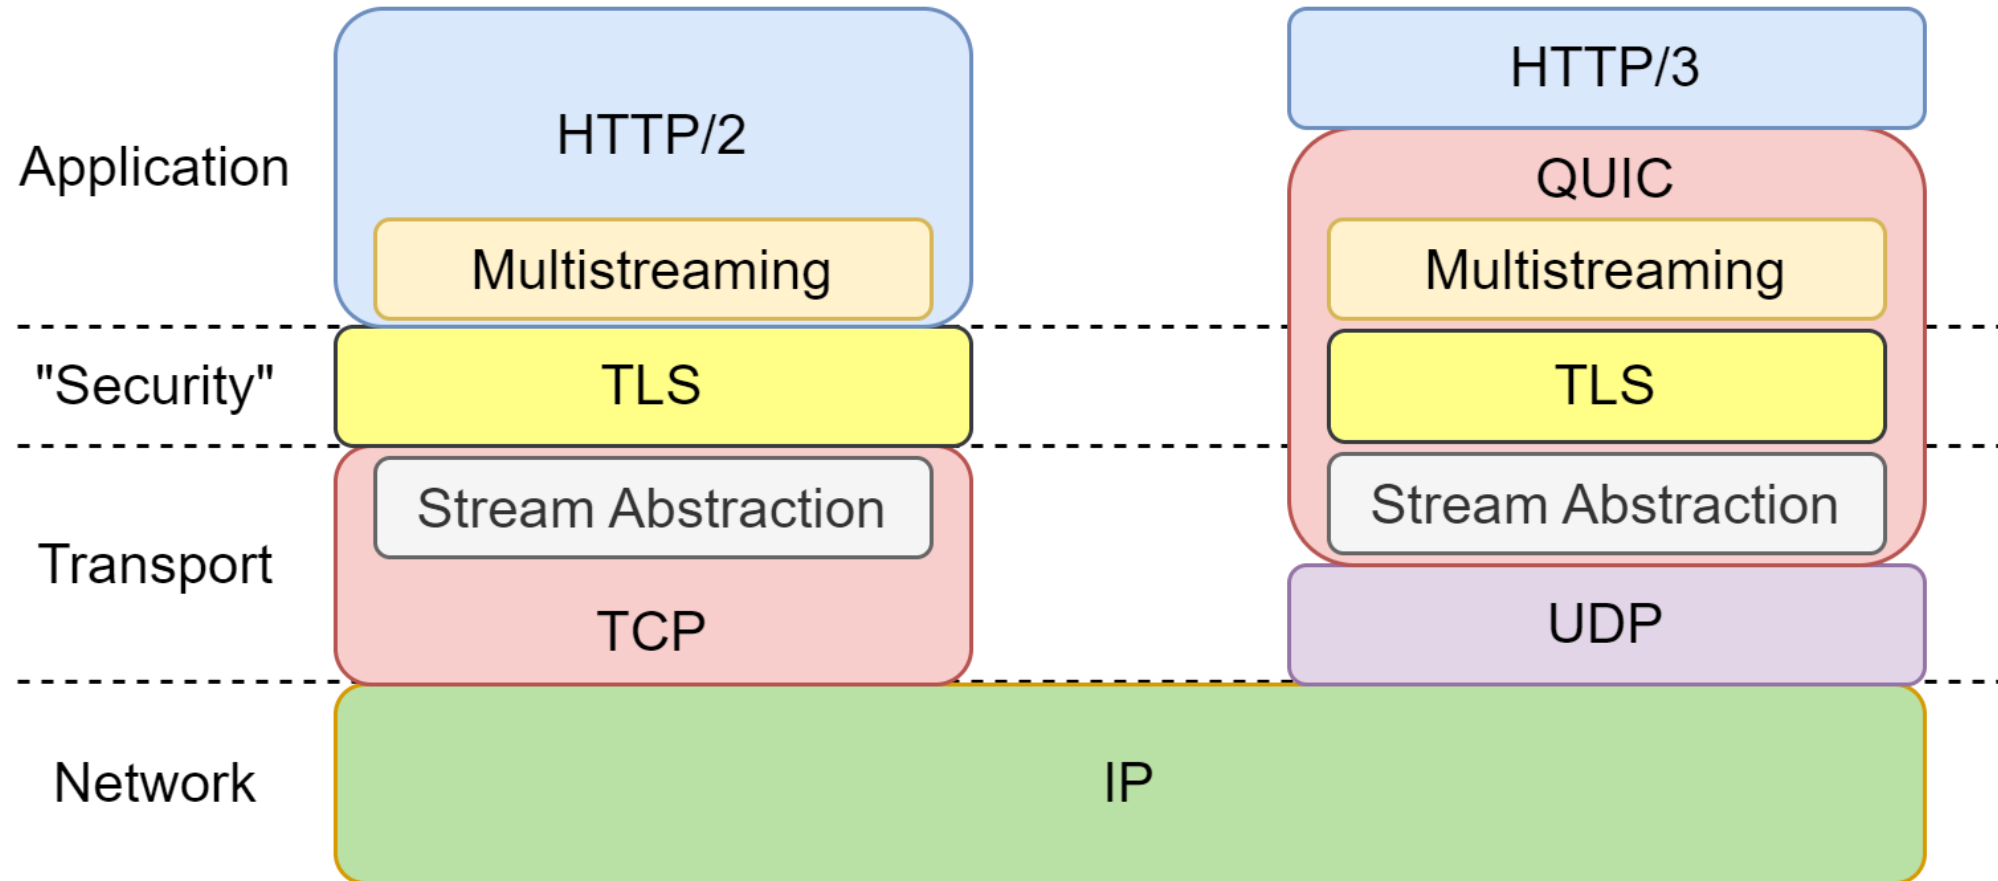 HTTP/2
HTTP/3
Application
QUIC
Multistreaming
Multistreaming
"Security"
TLS
TLS
Stream Abstraction
Stream Abstraction
Transport
TCP
UDP
Network
IP